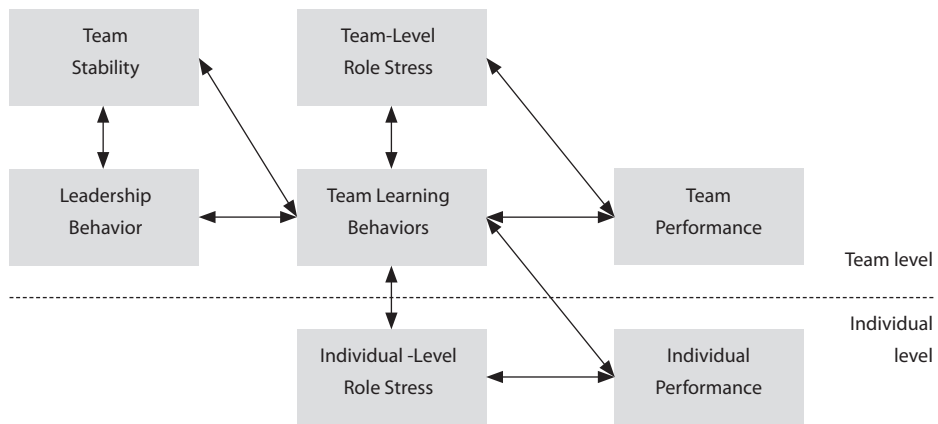 Team
Stability
Team-Level
Role Stress
Leadership
Behavior
Team Learning
Behaviors
Team
Performance
Team level
Individual
level
Individual -Level
Role Stress
Individual
Performance